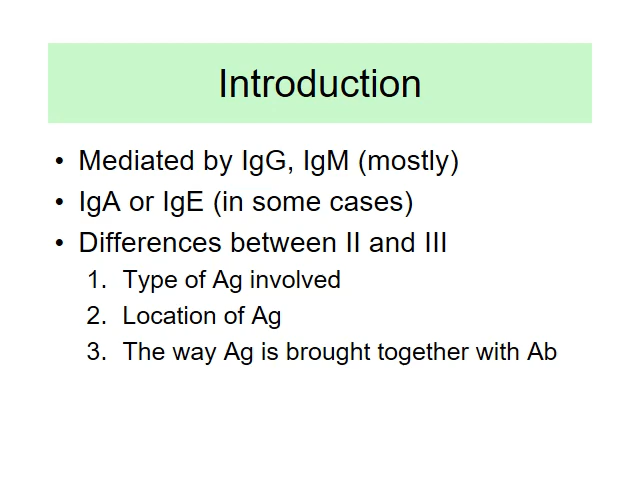 Introduction
• Mediated by IgG, IgM (mostly)
• IgA or IgE (in some cases)
• Differences between II and III
1. Type of Ag involved
2. Location of Ag
3. The way Ag is brought together with Ab